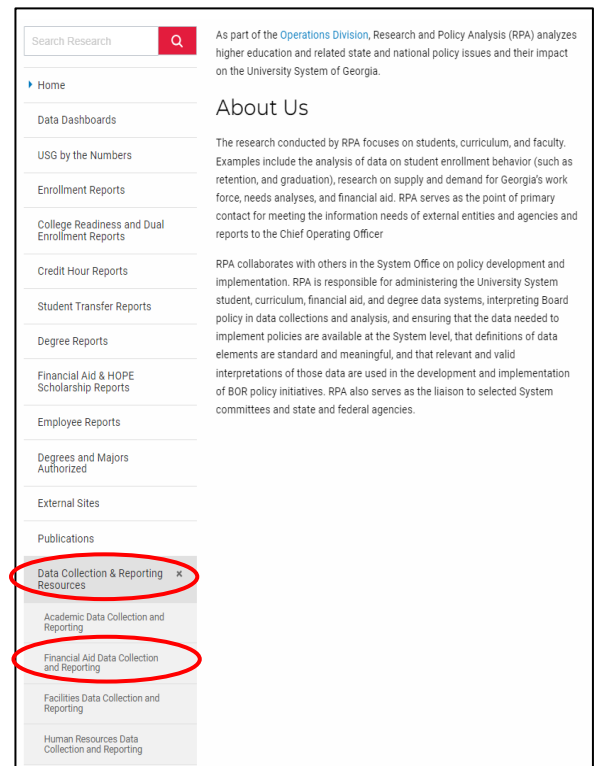 Search Research
Home
Data Dashboards
USG by the Numbers
Enrollment Reports
College Readiness and Dual
Enrollment Reports
Credit Hour Reports
Student Transfer Reports
Degree Reports
Financial Aid & HOPE
Scholarship Reports
Employee Reports
Degrees and Majors
Authorized
External Sites
Publications
Data Collection & Reporting ×
Resources
Academic Data Collection and
Reporting
Financial Aid Data Collection
and Reporting
Facilities Data Collection and
Reporting
Human Resources Data
Collection and Reporting
As part of the Operations Division, Research and Policy Analysis (RPA) analyzes
higher education and related state and national policy issues and their impact
on the University System of Georgia.
About Us
The research conducted by RPA focuses on students, curriculum, and faculty.
Examples include the analysis of data on student enrollment behavior (such as
retention, and graduation), research on supply and demand for Georgia's work
force, needs analyses, and financial aid. RPA serves as the point of primary
contact for meeting the information needs of external entities and agencies and
reports to the Chief Operating Officer
RPA collaborates with others in the System Office on policy development and
implementation. RPA is responsible for administering the University System
student, curriculum, financial aid, and degree data systems, interpreting Board
policy in data collections and analysis, and ensuring that the data needed to
implement policies are available at the System level, that definitions of data
elements are standard and meaningful, and that relevant and valid
interpretations of those data are used in the development and implementation
of BOR policy initiatives. RPA also serves as the liaison to selected System
committees and state and federal agencies.